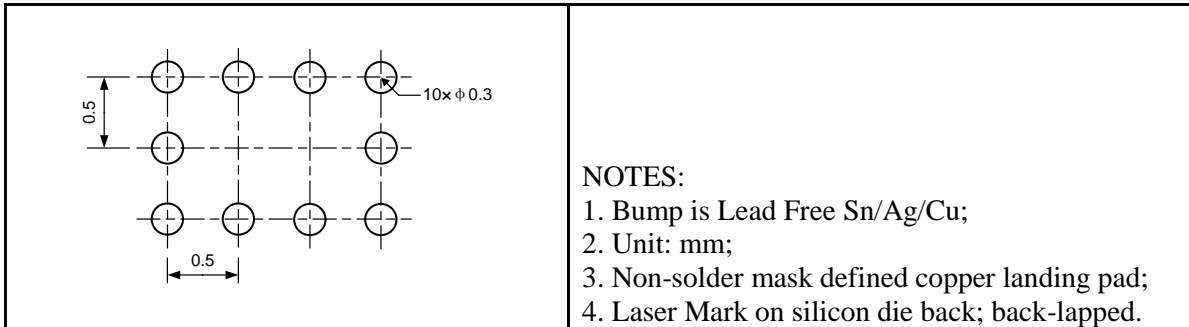 0.5
10× ϕ 0.3
0.5
NOTES:
1. Bump is Lead Free Sn/Ag/Cu;
2. Unit: mm;
3. Non-solder mask defined copper landing pad;
4. Laser Mark on silicon die back; back-lapped.